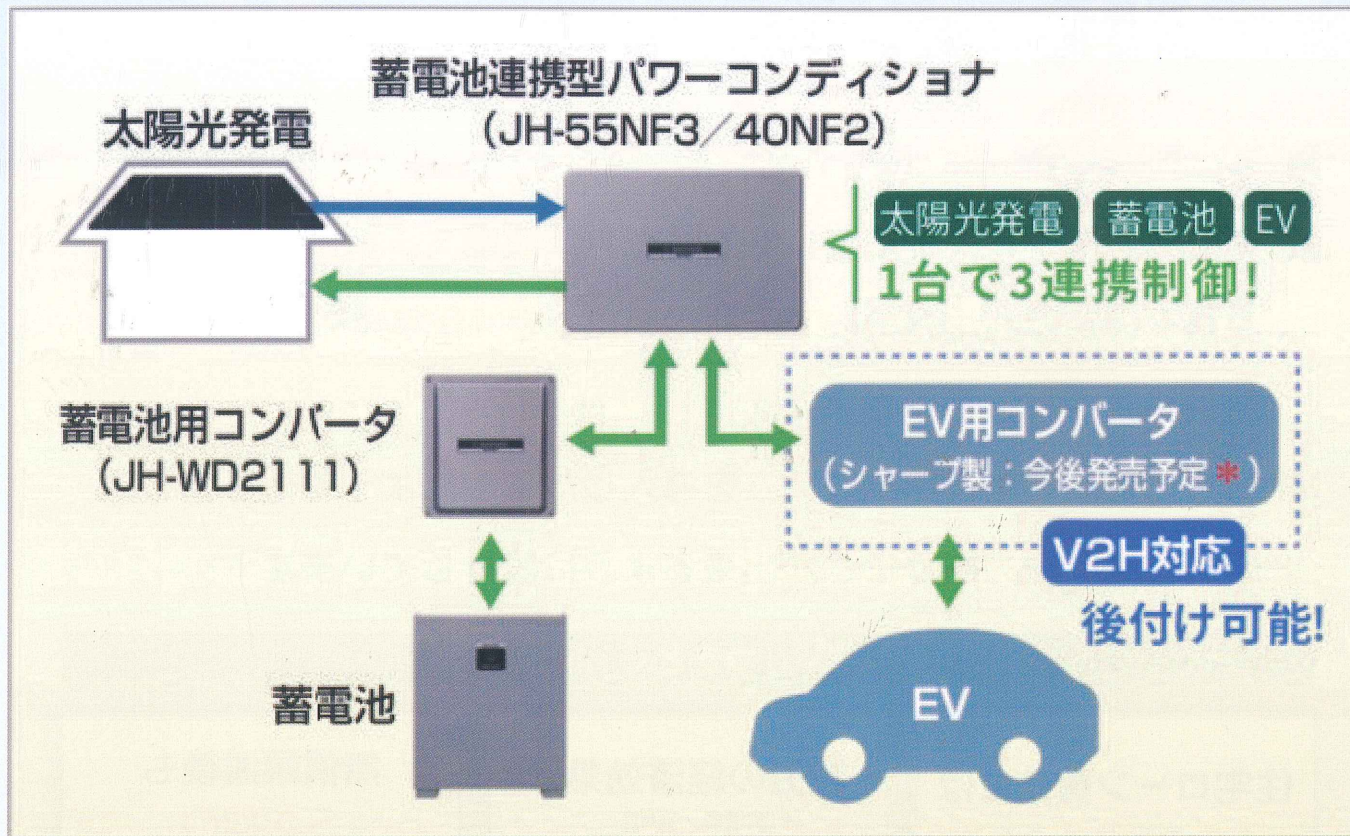 蓄電池連携型パワーコンディショナ
(JH-55NF3／40NF2)
太陽光発電
太陽光発電 蓄電池 EV
1台で3連携制御!
蓄電池用コンバータ
(JH-WD2111)
EV用コンバータ
(シャープ製：今後発売予定*)
V2H対応
後付け可能!
蓄電池
EV